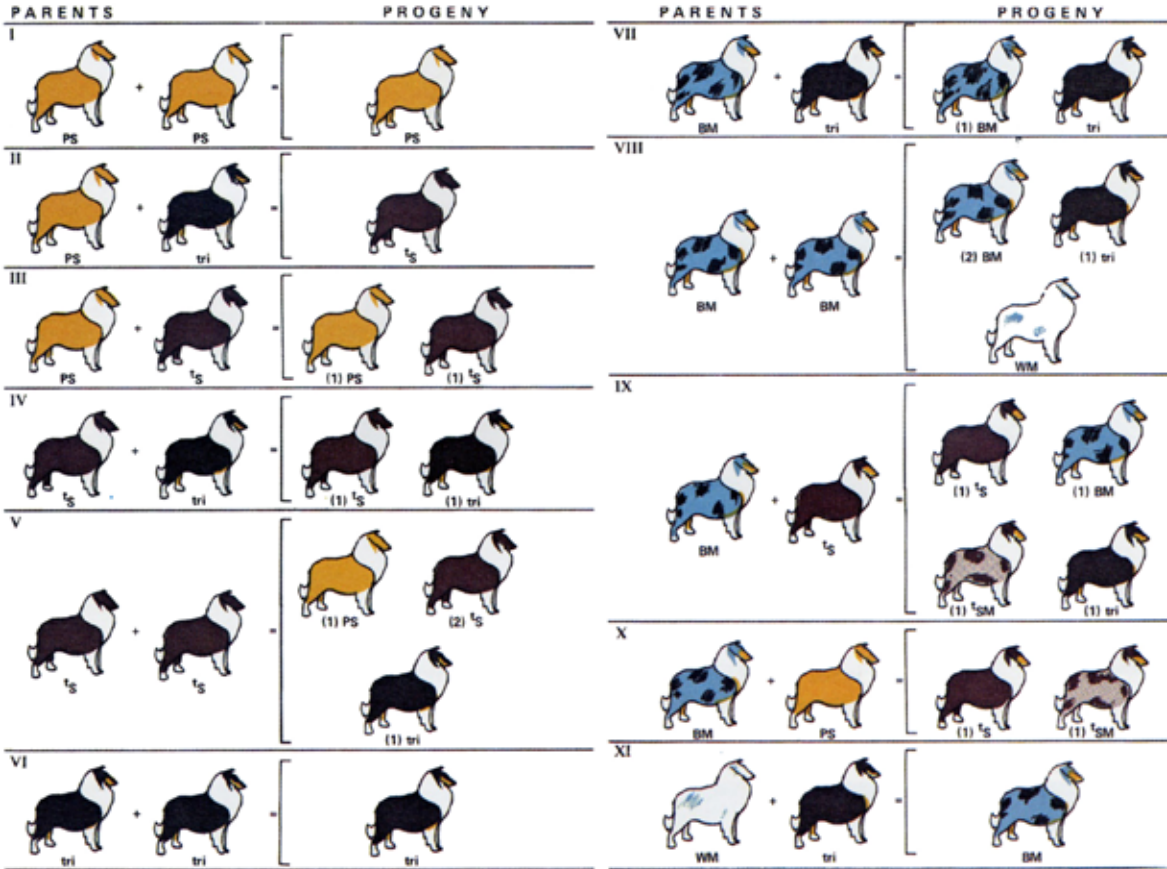 PARENTS PROGENY
I
+ =
PS PS PS
II
+ =
PS tri tS
III
+ =
PS tS (1) PS (1) tS
IV
+ =
tS tri (1) tS (1) tri
V
(1) PS (2) tS
+ =
tS tS
(1) tri
VI
+ =
tri tri tri
PARENTS PROGENY
VII
+ =
BM tri (1) BM tri
VIII
(2) BM (1) tri
+ =
BM BM
WM
IX
(1) tS (1) BM
+ =
BM tS
(1) tSM (1) tri
X
+ =
BM PS (1) tS (1) tSM
XI
+ =
WM tri BM